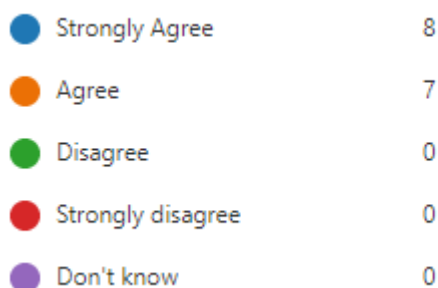 Strongly Agree 8
Agree 7
Disagree 0
Strongly disagree 0
Don't know 0